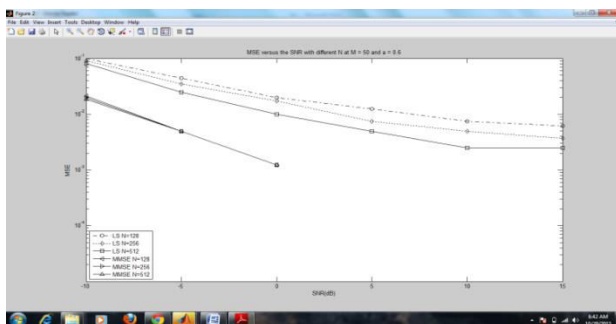 Figure 2
File Edit View Insert Tools Desktop Window Help
MSE versus the SNR with different N at M = 50 and a = 0.6
10^-1
10^-2
10^-3
10^-4
MSE
LS N=128
LS N=256
LS N=512
MMSE N=128
MMSE N=256
MMSE N=512
-10 -5 0 5 10 15
SNR(dB)
6:42 AM